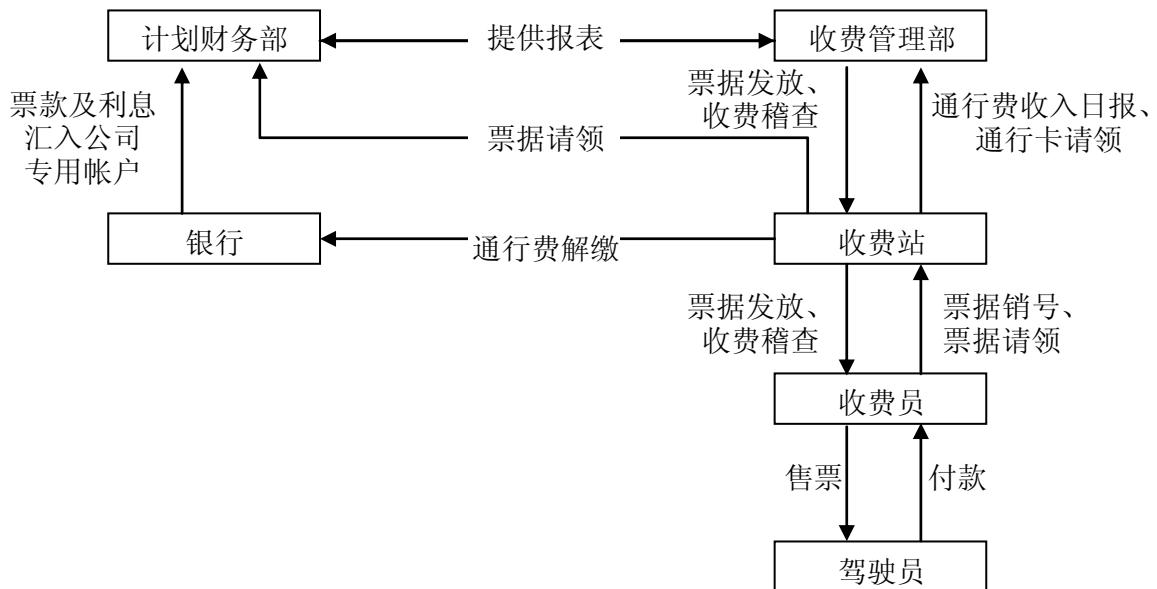 计划财务部
提供报表
收费管理部
票款及利息
汇入公司
专用帐户
票据请领
票据发放、
收费稽查
通行费收入日报、
通行卡请领
银行
通行费解缴
收费站
票据发放、
收费稽查
票据销号、
票据请领
收费员
售票
付款
驾驶员